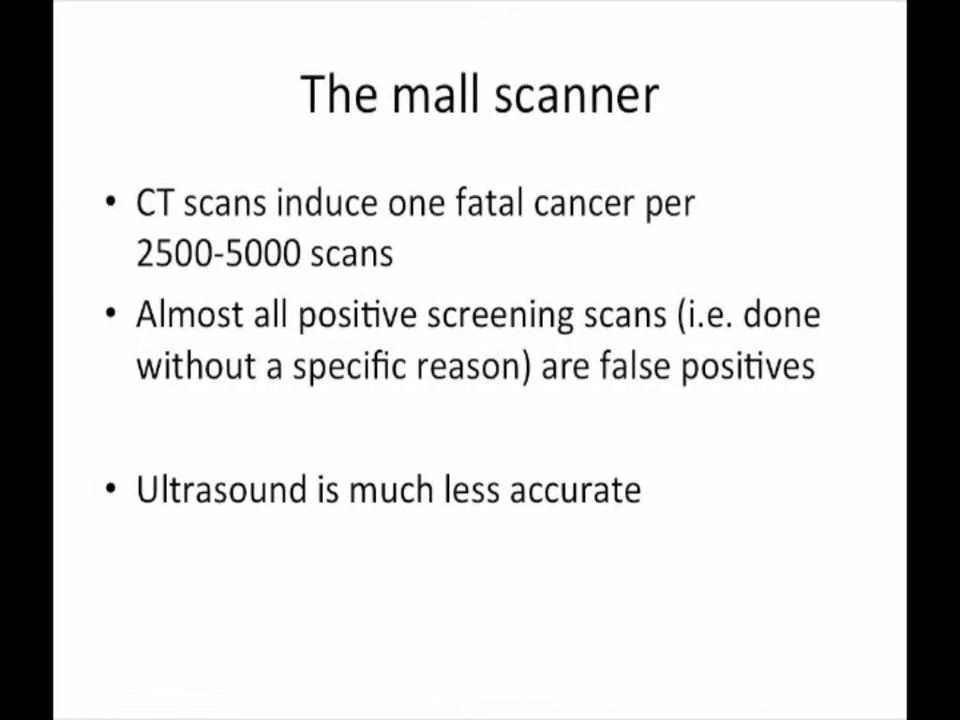 The mall scanner
• CT scans induce one fatal cancer per
2500-5000 scans
• Almost all positive screening scans (i.e. done
without a specific reason) are false positives
• Ultrasound is much less accurate